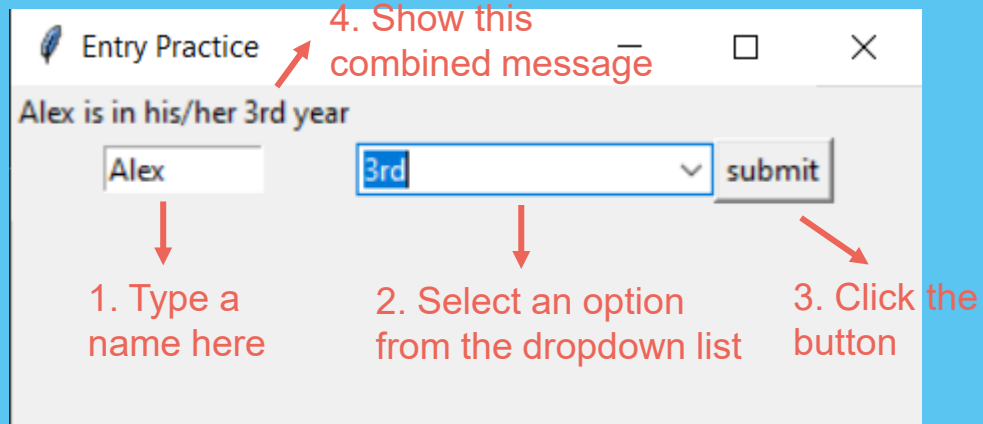 4. Show this
Entry Practice
combined message
Alex is in his/her 3rd year
Alex
3rd
submit
1. Type a
name here
2. Select an option
from the dropdown list
3. Click the
button